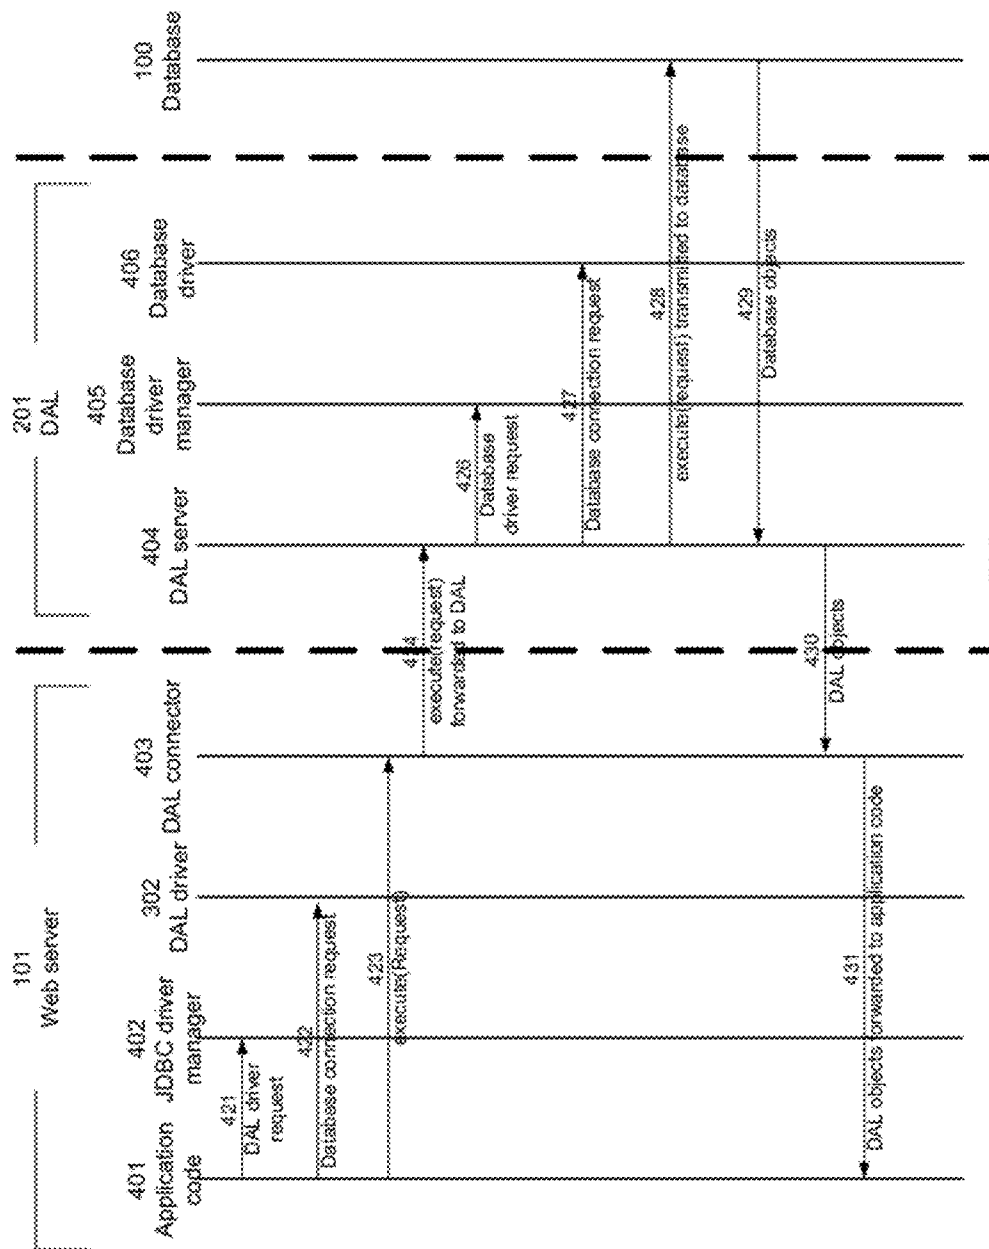 101
Web server
201
DAL
401
Application
code
402
JDBC driver
manager
302
DAL driver
403
DAL connector
404
DAL server
405
Database
driver
manager
406
Database
driver
100
Database
421
DAL driver
request
422
Database connection request
423
execute(Request)
424
execute(request)
forwarded to DAL
426
Database
driver request
427
Database connection request
428
execute(request) transmitted to database
429
Database objects
430
DAL objects
431
DAL objects forwarded to application code